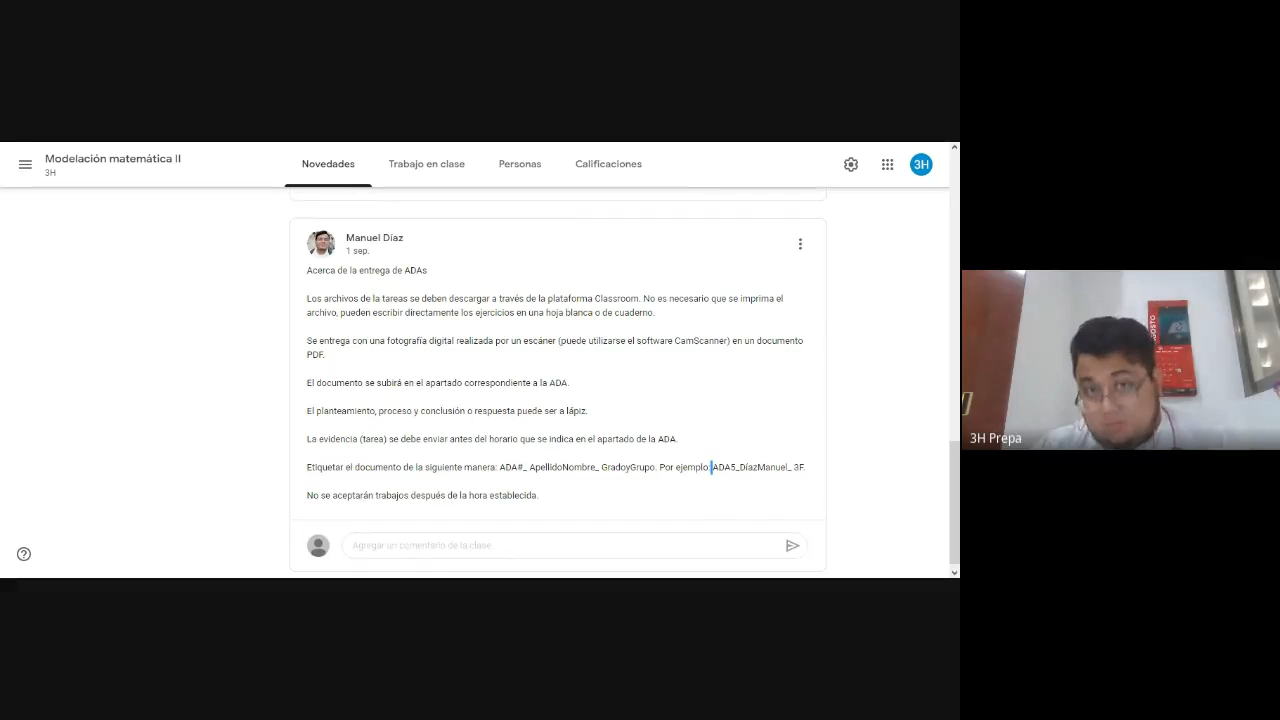 Modelación matemática II
3H
Novedades
Trabajo en clase
Personas
Calificaciones
3H
Manuel Díaz
1 sep.
Acerca de la entrega de ADAs
Los archivos de la tareas se deben descargar a través de la plataforma Classroom. No es necesario que se imprima el
archivo, pueden escribir directamente los ejercicios en una hoja blanca o de cuaderno.
Se entrega con una fotografía digital realizada por un escáner (puede utilizarse el software CamScanner) en un documento
PDF.
El documento se subirá en el apartado correspondiente a la ADA.
El planteamiento, proceso y conclusión o respuesta puede ser a lápiz.
La evidencia (tarea) se debe enviar antes del horario que se indica en el apartado de la ADA.
Etiquetar el documento de la siguiente manera: ADA#_ ApellidoNombre_ GradoyGrupo. Por ejemplo: ADA5_DíazManuel_ 3F.
No se aceptarán trabajos después de la hora establecida.
Agregar un comentario de la clase
AGOSTO
3H Prepa